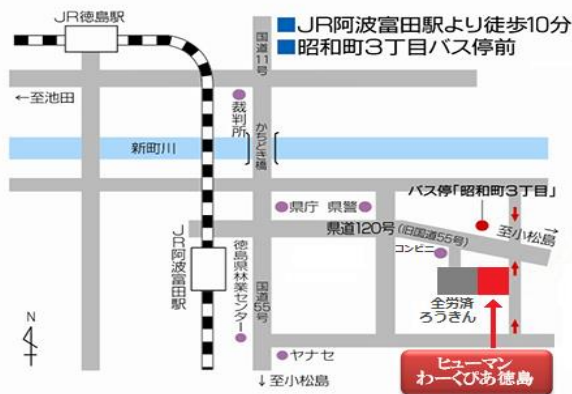 JR徳島駅
■JR阿波富田駅より徒歩10分
■昭和町3丁目バス停前
国道11号
←至池田
裁判所
新町川
かちどき橋
バス停「昭和町3丁目」
県庁 県警
至小松島→
県道120号(旧国道55号)
コンビニ
JR阿波富田駅
徳島県林業センター
国道55号
全労済
ろうきん
N
ヤナセ
↓至小松島
ヒューマン
わーくぴあ徳島